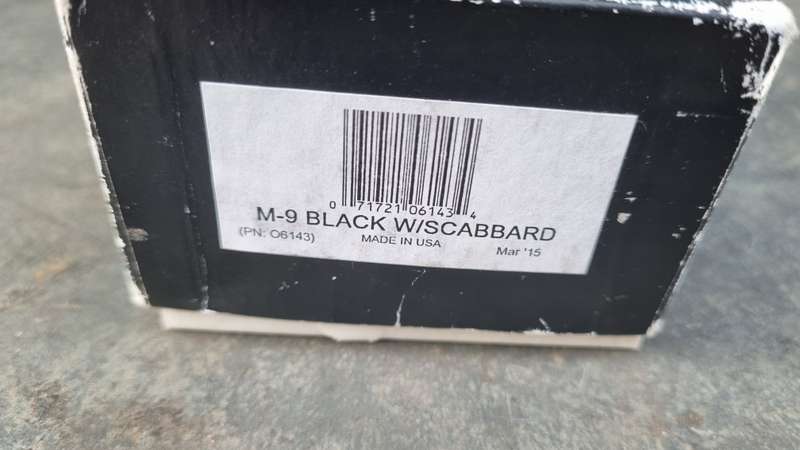 0 71721 06143 4
M-9 BLACK W/SCABBARD
(PN: O6143) MADE IN USA Mar '15